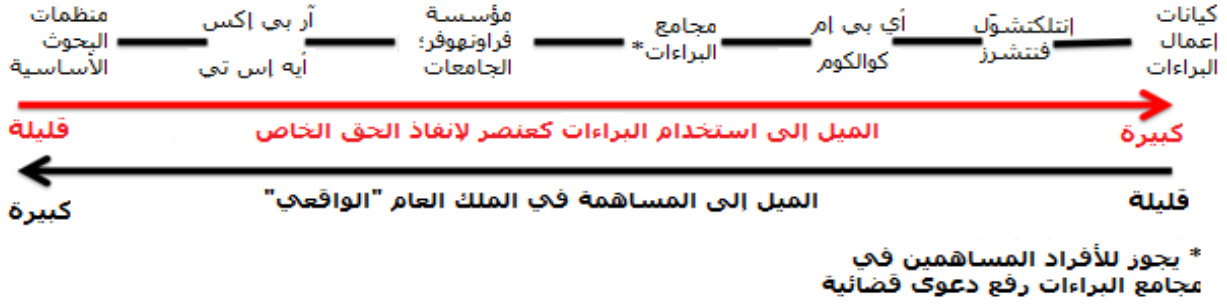 كيانات
إعمال
البراءات
إنتلكتشوّل
فنتشرز
آي بي إم
كوالكوم
مجامع
البراءات*
مؤسسة
فراونهوفر؛
الجامعات
آر بي إكس
أيه إس تي
منظمات
البحوث
الأساسية
كبيرة
الميل إلى استخدام البراءات كعنصر لإنفاذ الحق الخاص
قليلة
قليلة
الميل إلى المساهمة في الملك العام "الواقعي"
كبيرة
* يجوز للأفراد المساهمين في
مجامع البراءات رفع دعوى قضائية